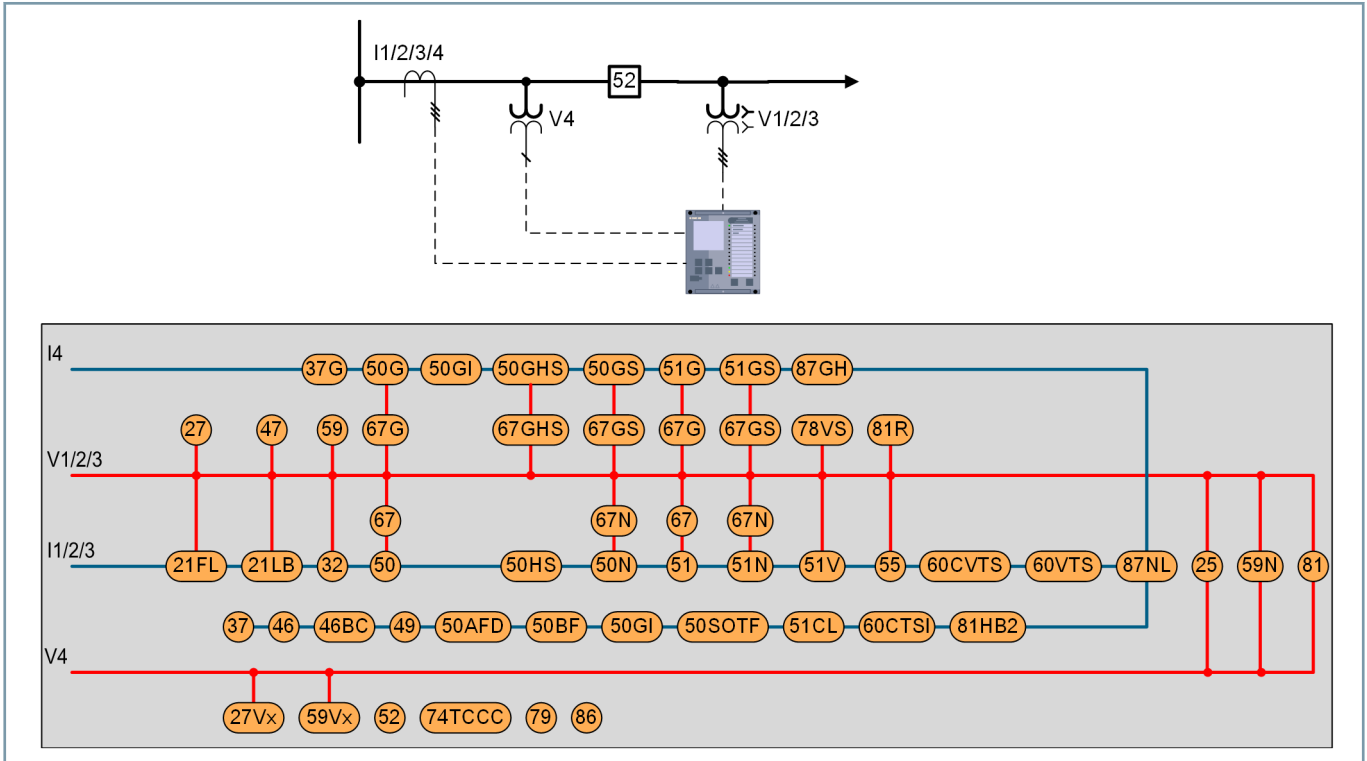 I1/2/3/4
52
V4
V1/2/3
I4
37G 50G 50GI 50GHS 50GS 51G 51GS 87GH
27 47 59 67G 67GHS 67GS 67G 67GS 78VS 81R
V1/2/3
67 67N 67 67N
I1/2/3
21FL 21LB 32 50 50HS 50N 51 51N 51V 55 60CVTS 60VTS 87NL 25 59N 81
37 46 46BC 49 50AFD 50BF 50GI 50SOTF 51CL 60CTSI 81HB2
V4
27Vx 59Vx 52 74TCCC 79 86